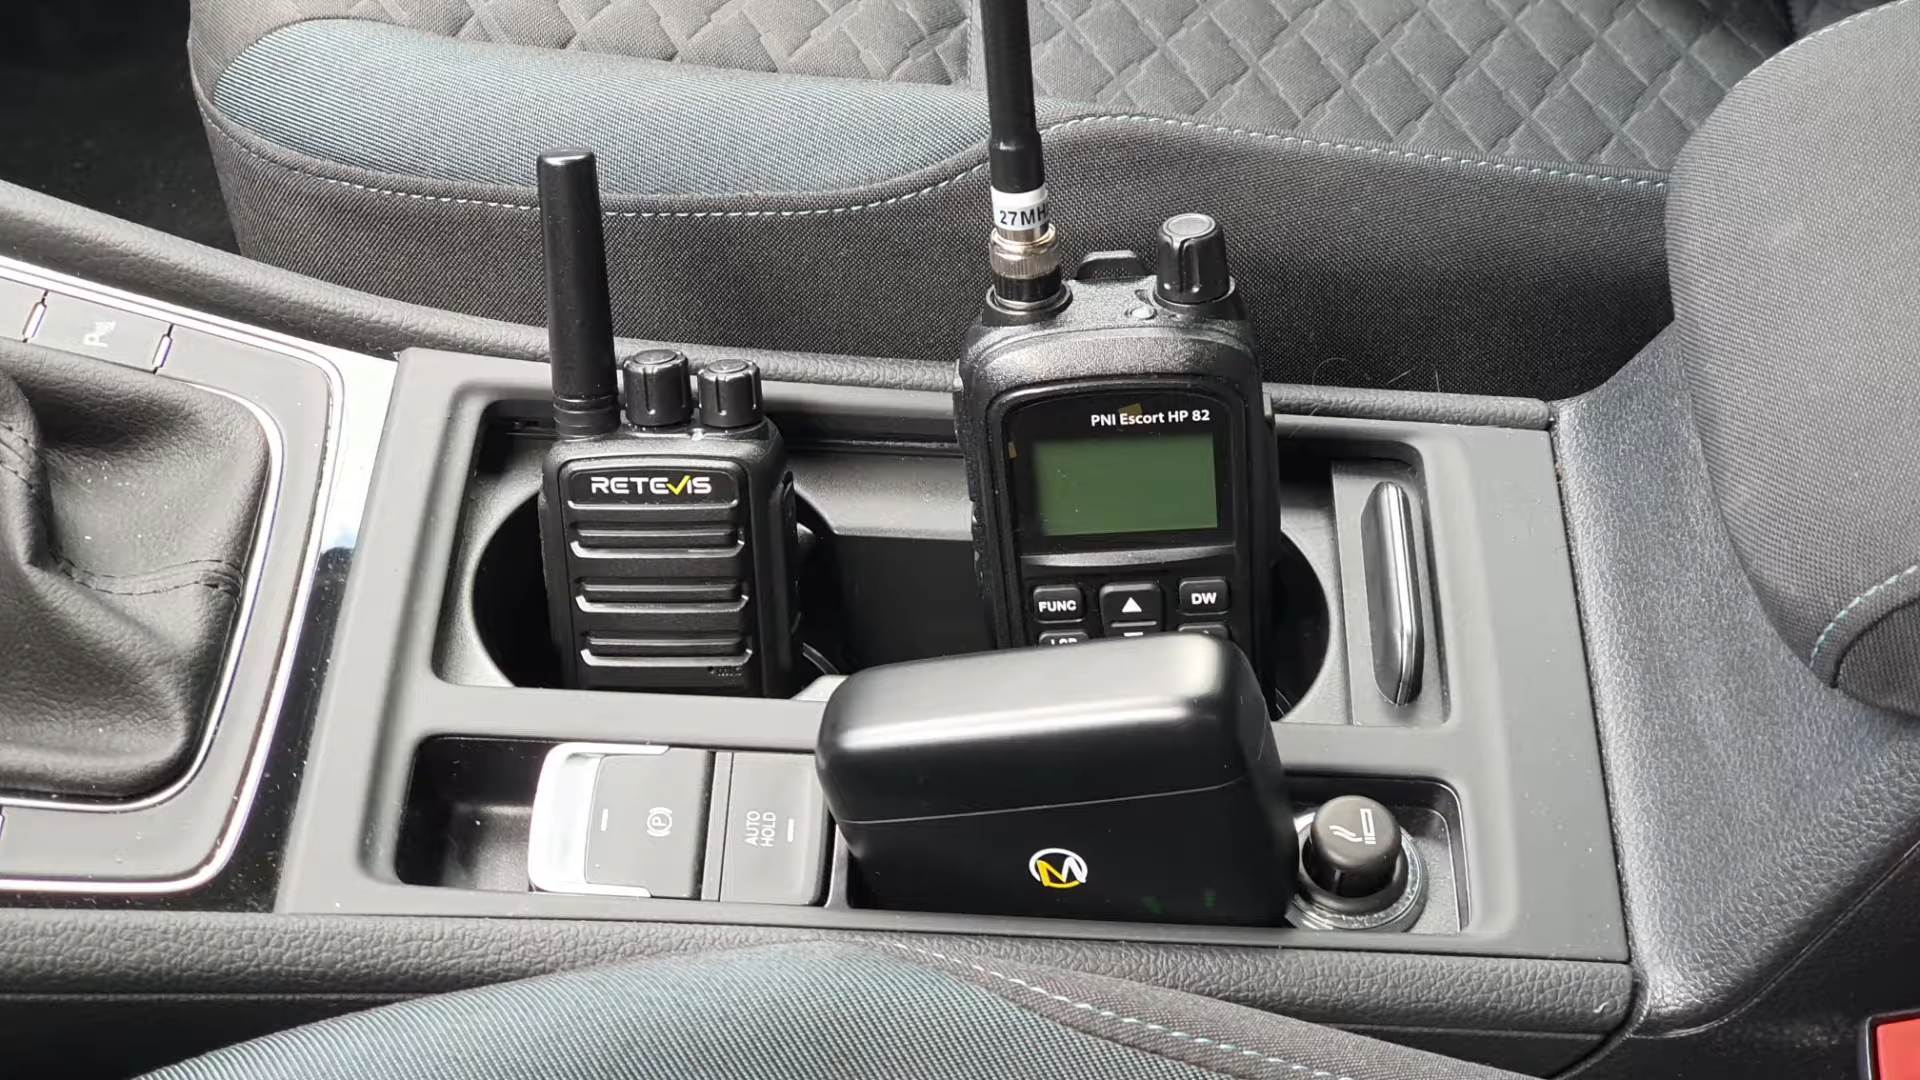 27MH
RETEVIS
PNI Escort HP 82
FUNC
DW
P
AUTO
HOLD
M